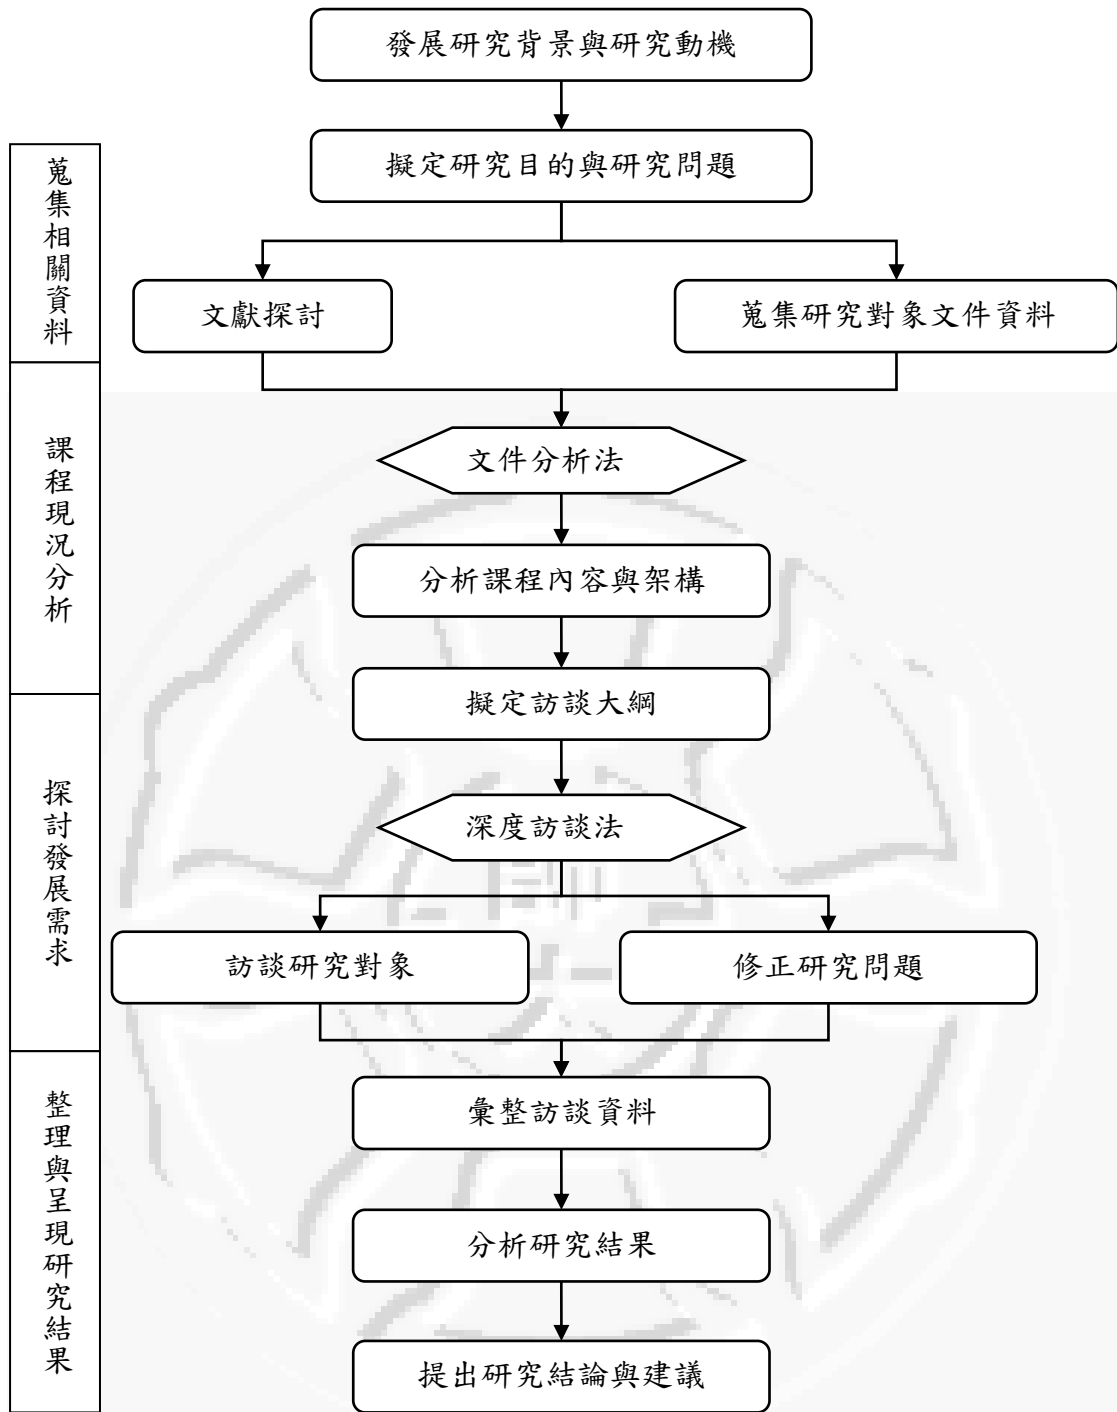 發展研究背景與研究動機
擬定研究目的與研究問題
蒐集相關資料
文獻探討
蒐集研究對象文件資料
課程現況分析
文件分析法
分析課程內容與架構
擬定訪談大綱
探討發展需求
深度訪談法
訪談研究對象
修正研究問題
整理與呈現研究結果
彙整訪談資料
分析研究結果
提出研究結論與建議